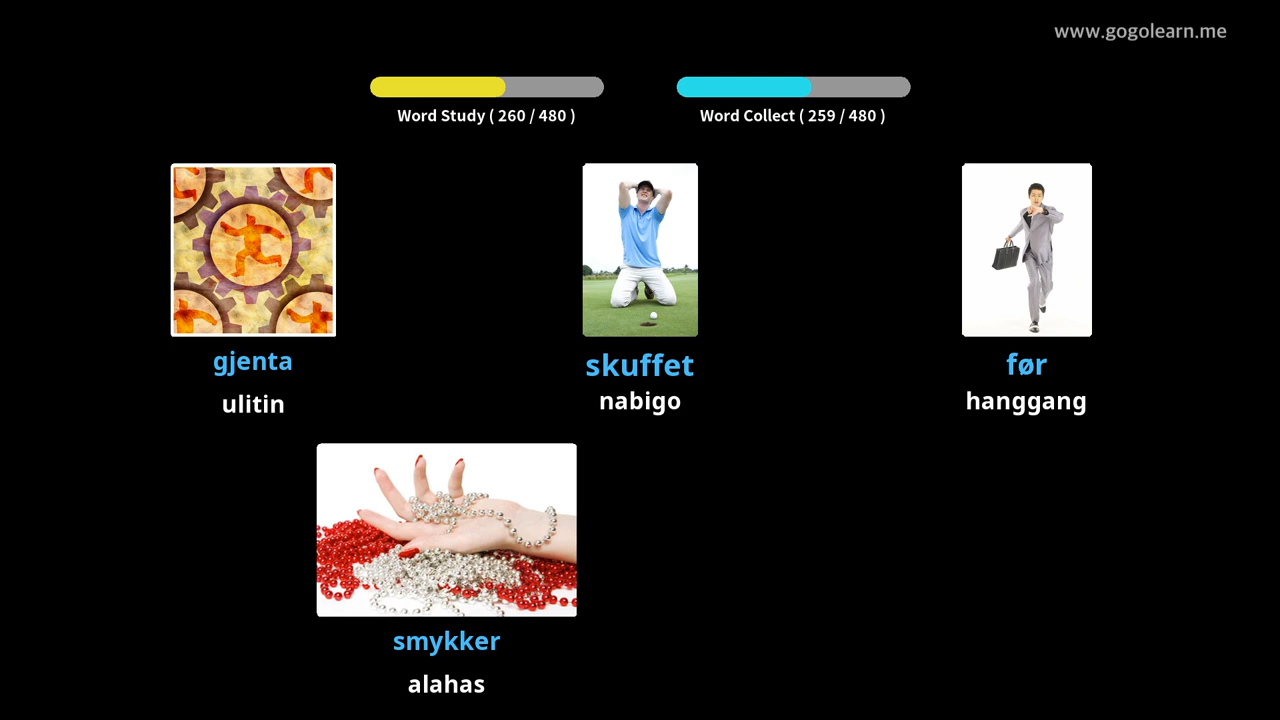 www.gogolearn.me
Word Study ( 260 / 480 )
Word Collect ( 259 / 480 )
gjenta
ulitin
skuffet
nabigo
før
hanggang
smykker
alahas